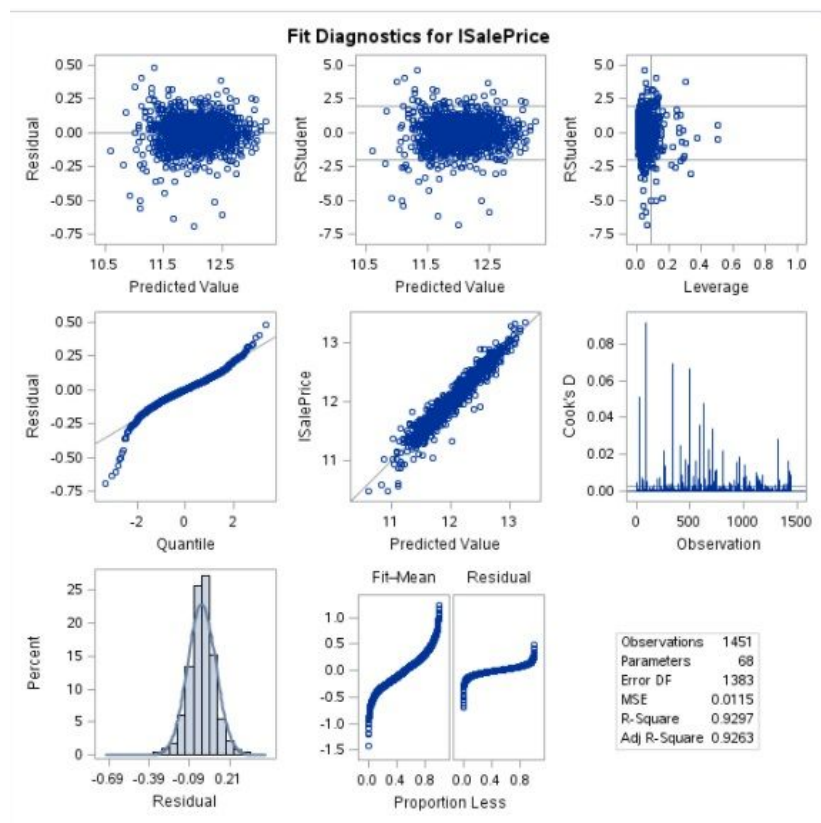 Fit Diagnostics for lSalePrice
Residual
0.50
0.25
0.00
-0.25
-0.50
-0.75
10.5 11.5 12.5
Predicted Value
RStudent
5.0
2.5
0.0
-2.5
-5.0
-7.5
10.5 11.5 12.5
Predicted Value
RStudent
5.0
2.5
0.0
-2.5
-5.0
-7.5
0.0 0.2 0.4 0.6 0.8 1.0
Leverage
Residual
0.50
0.25
0.00
-0.25
-0.50
-0.75
-2 0 2
Quantile
lSalePrice
13
12
11
11 12 13
Predicted Value
Cook's D
0.08
0.06
0.04
0.02
0.00
0 500 1000 1500
Observation
Percent
25
20
15
10
5
0
-0.69 -0.39 -0.09 0.21
Residual
Fit–Mean Residual
1.0
0.5
0.0
-0.5
-1.0
-1.5
0.0 0.4 0.8 0.0 0.4 0.8
Proportion Less
Observations 1451
Parameters 68
Error DF 1383
MSE 0.0115
R-Square 0.9297
Adj R-Square 0.9263